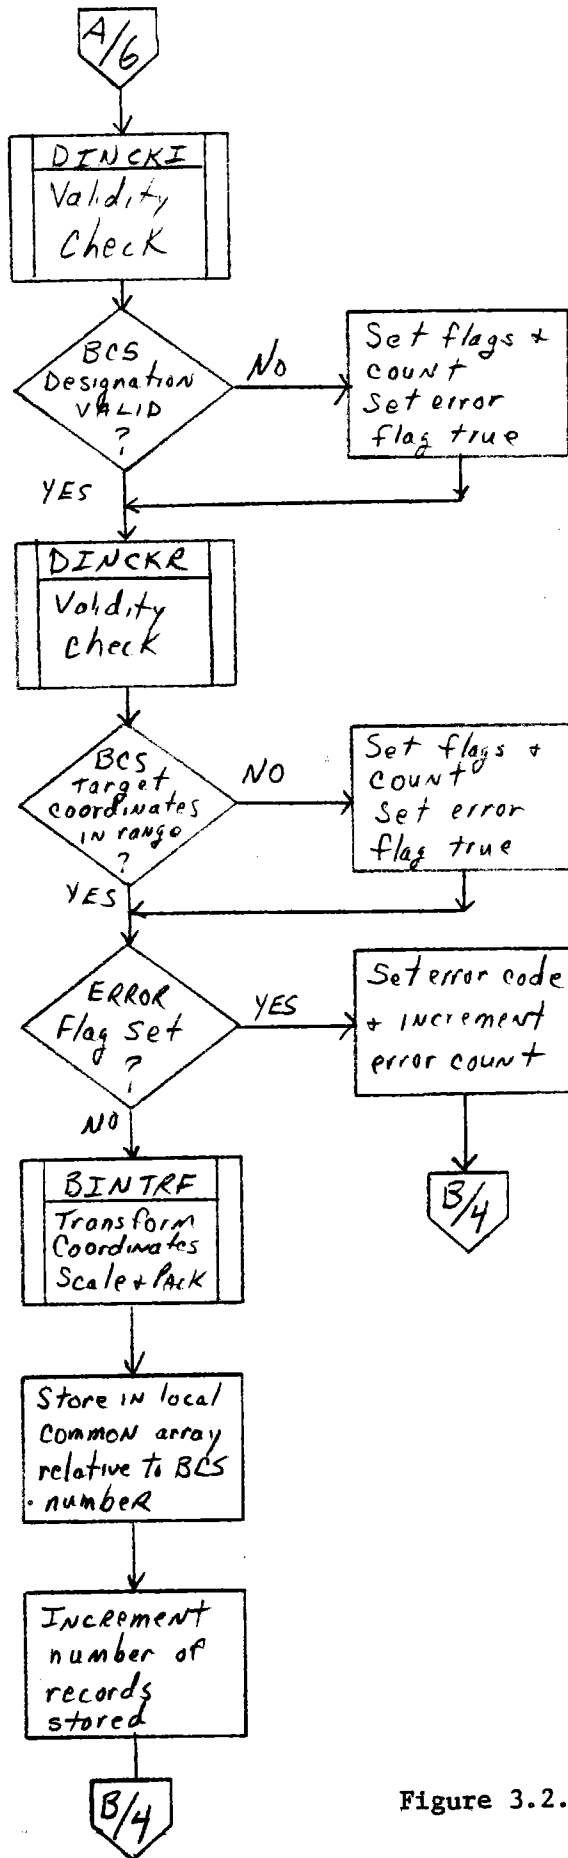 A/6
DINCKI
Validity
Check
BCS
Designation
VALID
?
NO
Set flags +
COUNT
Set error
flag true
YES
DINCKR
Validity
check
BCS
Target
coordinates
IN range
?
NO
Set flags +
COUNT
Set error
flag true
YES
ERROR
Flag Set
?
YES
Set error code
+ INCrement
error count
B/4
NO
BINTRF
Transform
Coordinates
Scale + PACK
Store IN local
COMMON array
relative to BCS
number
INCREMENT
number of
records
stored
B/4
Figure 3.2.